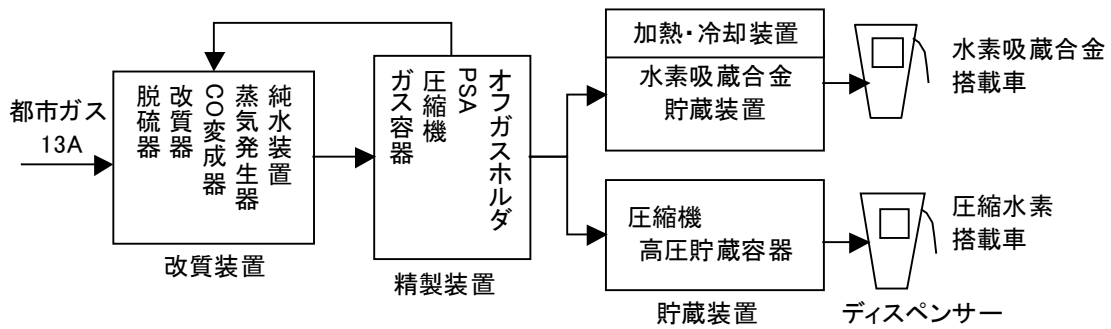 都市ガス
13A
脱硫器
改質器
CO変成器
蒸気発生器
純水装置
改質装置
ガス容器
圧縮機
PSA
オフガスホルダ
精製装置
加熱・冷却装置
水素吸蔵合金
貯蔵装置
圧縮機
高圧貯蔵容器
貯蔵装置
水素吸蔵合金
搭載車
圧縮水素
搭載車
ディスペンサー